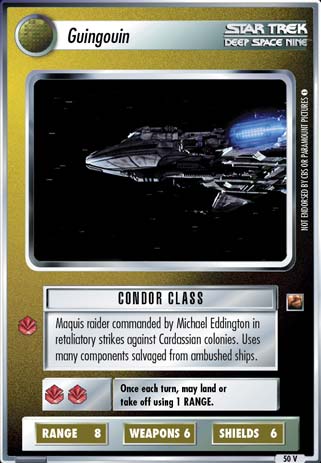 Guingouin
STAR TREK
DEEP SPACE NINE
NOT ENDORSED BY CBS OR PARAMOUNT PICTURES
CONDOR CLASS
Maquis raider commanded by Michael Eddington in
retaliatory strikes against Cardassian colonies. Uses
many components salvaged from ambushed ships.
Once each turn, may land or
take off using 1 RANGE.
RANGE 8
WEAPONS 6
SHIELDS 6
50 V